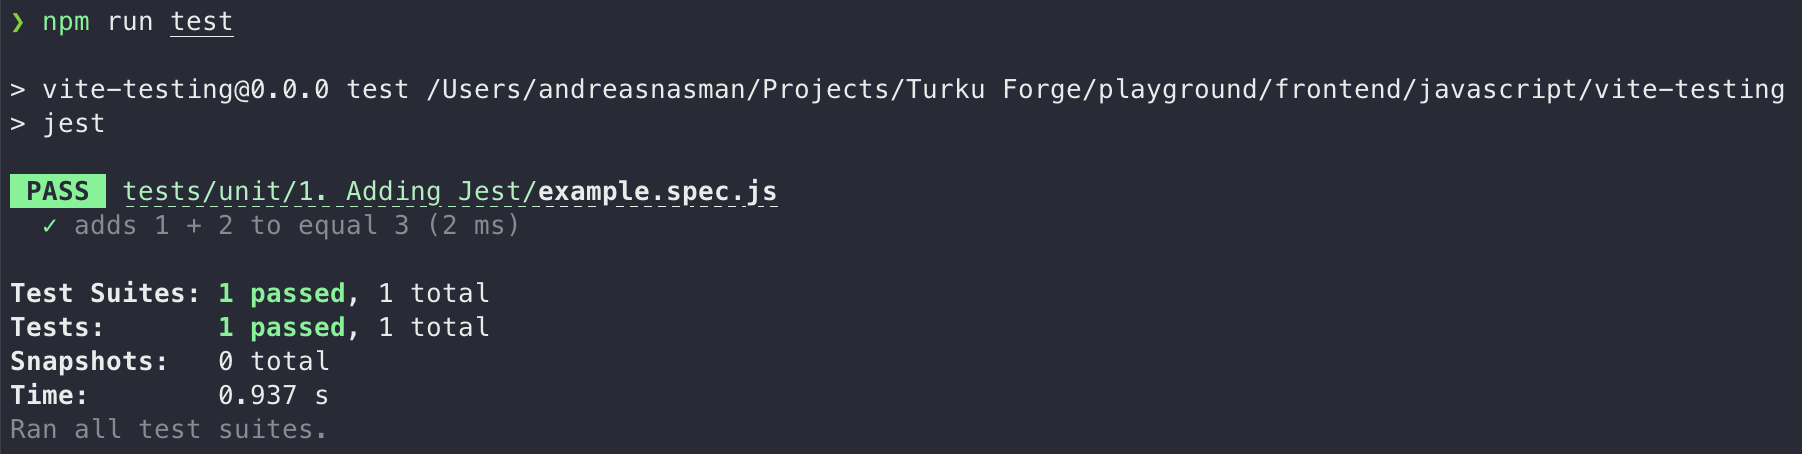 ❯ npm run test
> vite-testing@0.0.0 test /Users/andreasnasman/Projects/Turku Forge/playground/frontend/javascript/vite-testing
> jest
PASS tests/unit/1. Adding Jest/example.spec.js
✓ adds 1 + 2 to equal 3 (2 ms)
Test Suites: 1 passed, 1 total
Tests: 1 passed, 1 total
Snapshots: 0 total
Time: 0.937 s
Ran all test suites.